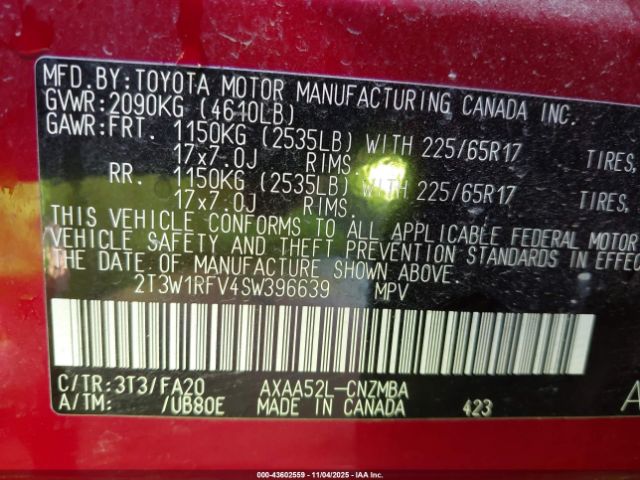 MFD. BY: TOYOTA MOTOR MANUFACTURING CANADA INC.
GVWR: 2090KG (4610LB)
GAWR: FRT. 1150KG (2535LB) WITH 225/65R17 TIRES,
17x7.0J RIMS.
RR. 1150KG (2535LB) WITH 225/65R17 TIRES,
17x7.0J RIMS.
THIS VEHICLE CONFORMS TO ALL APPLICABLE FEDERAL MOTOR
VEHICLE SAFETY AND THEFT PREVENTION STANDARDS IN EFFEC
THE DATE OF MANUFACTURE SHOWN ABOVE.
2T3W1RFV4SW396639 MPV
C/TR: 3T3/FA20 AXAA52L-CNZMBA
A/TM: /UB80E MADE IN CANADA 423 A
000-43602559 - 11/04/2025 - IAAI, Inc.